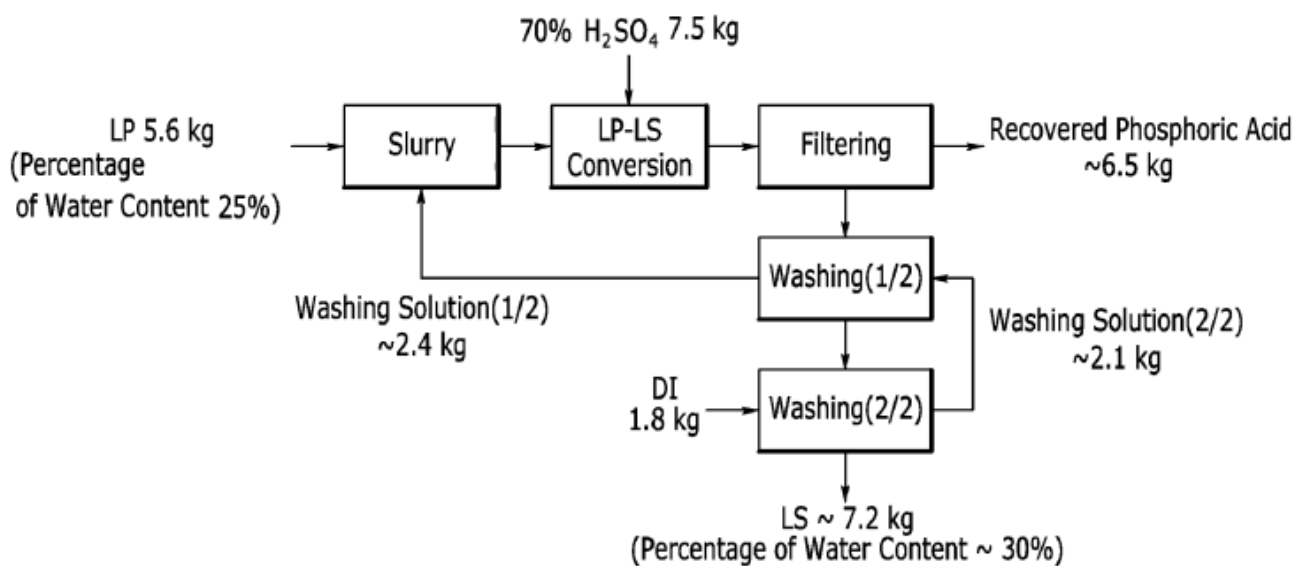 70% H₂SO₄ 7.5 kg
LP 5.6 kg
(Percentage
of Water Content 25%)
Slurry
LP-LS
Conversion
Filtering
Recovered Phosphoric Acid
~6.5 kg
Washing(1/2)
Washing Solution(1/2)
~2.4 kg
Washing Solution(2/2)
~2.1 kg
DI
1.8 kg
Washing(2/2)
LS ~ 7.2 kg
(Percentage of Water Content ~ 30%)